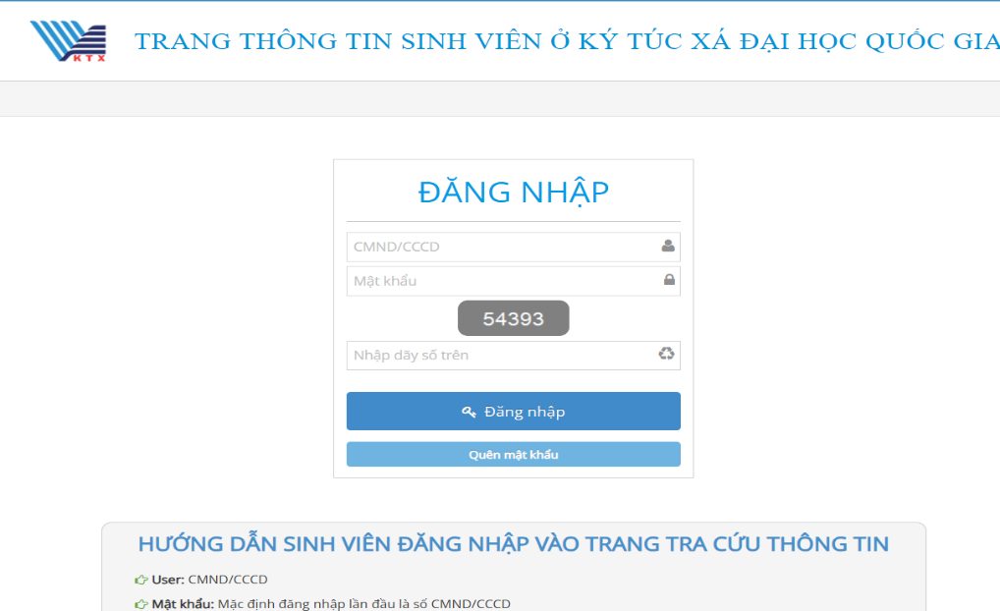 KTX
TRANG THÔNG TIN SINH VIÊN Ở KÝ TÚC XÁ ĐẠI HỌC QUỐC GIA
ĐĂNG NHẬP
CMND/CCCD
Mật khẩu
54393
Nhập dãy số trên
Đăng nhập
Quên mật khẩu
HƯỚNG DẪN SINH VIÊN ĐĂNG NHẬP VÀO TRANG TRA CỨU THÔNG TIN
User: CMND/CCCD
Mật khẩu: Mặc định đăng nhập lần đầu là số CMND/CCCD